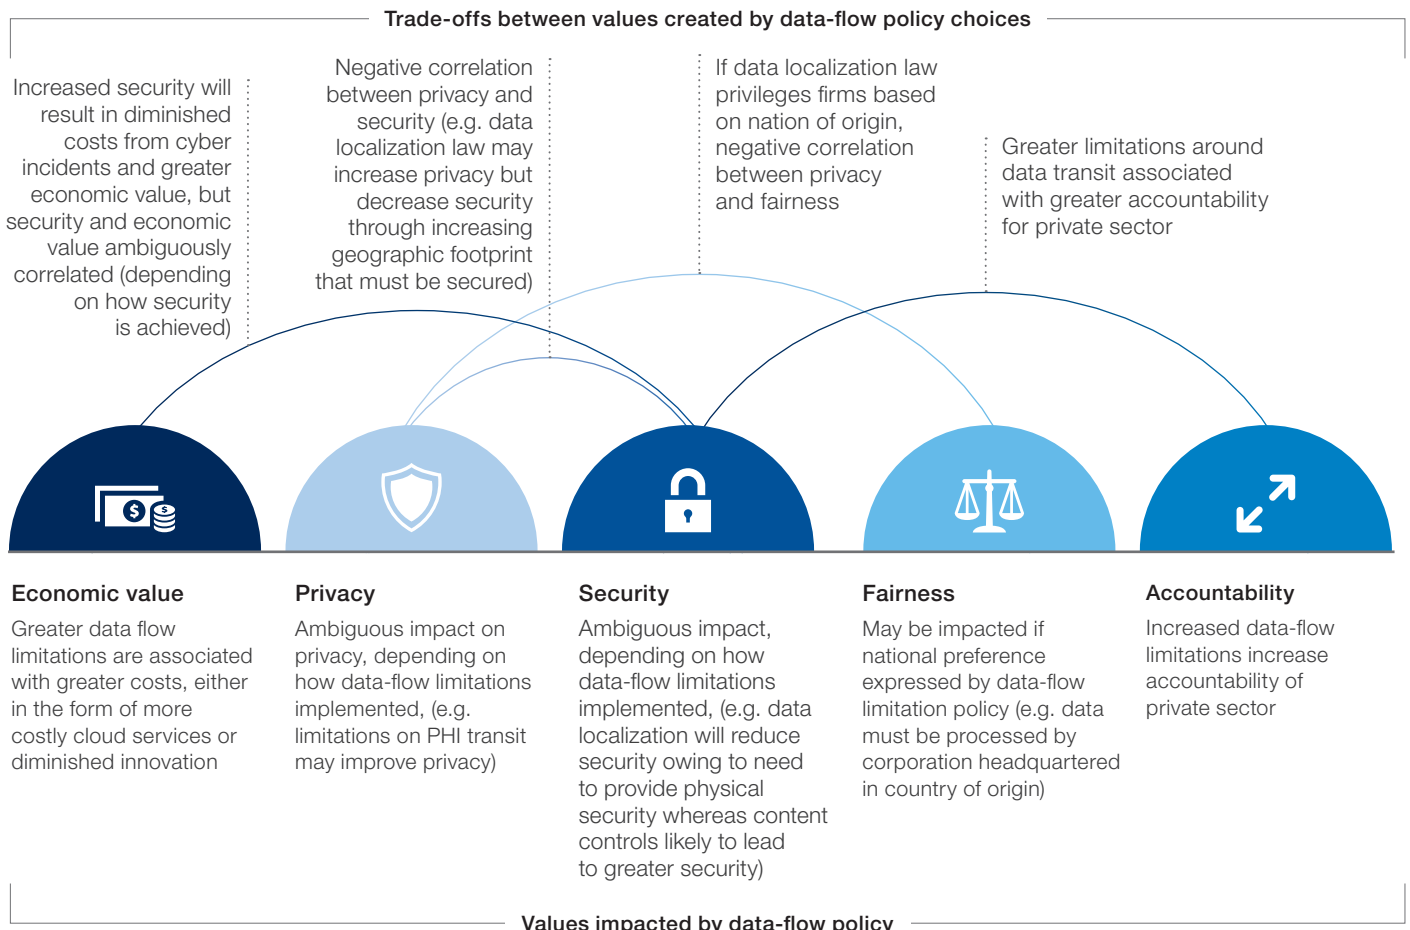 Trade-offs between values created by data-flow policy choices
Increased security will
result in diminished
costs from cyber
incidents and greater
economic value, but
security and economic
value ambiguously
correlated (depending
on how security
is achieved)
Negative correlation
between privacy and
security (e.g. data
localization law may
increase privacy but
decrease security
through increasing
geographic footprint
that must be secured)
If data localization law
privileges firms based
on nation of origin,
negative correlation
between privacy
and fairness
Greater limitations around
data transit associated
with greater accountability
for private sector
$
$
Economic value
Greater data flow
limitations are associated
with greater costs, either
in the form of more
costly cloud services or
diminished innovation
Privacy
Ambiguous impact on
privacy, depending on
how data-flow limitations
implemented, (e.g.
limitations on PHI transit
may improve privacy)
Security
Ambiguous impact,
depending on how
data-flow limitations
implemented, (e.g. data
localization will reduce
security owing to need
to provide physical
security whereas content
controls likely to lead
to greater security)
Fairness
May be impacted if
national preference
expressed by data-flow
limitation policy (e.g. data
must be processed by
corporation headquartered
in country of origin)
Accountability
Increased data-flow
limitations increase
accountability of
private sector
Values impacted by data-flow policy